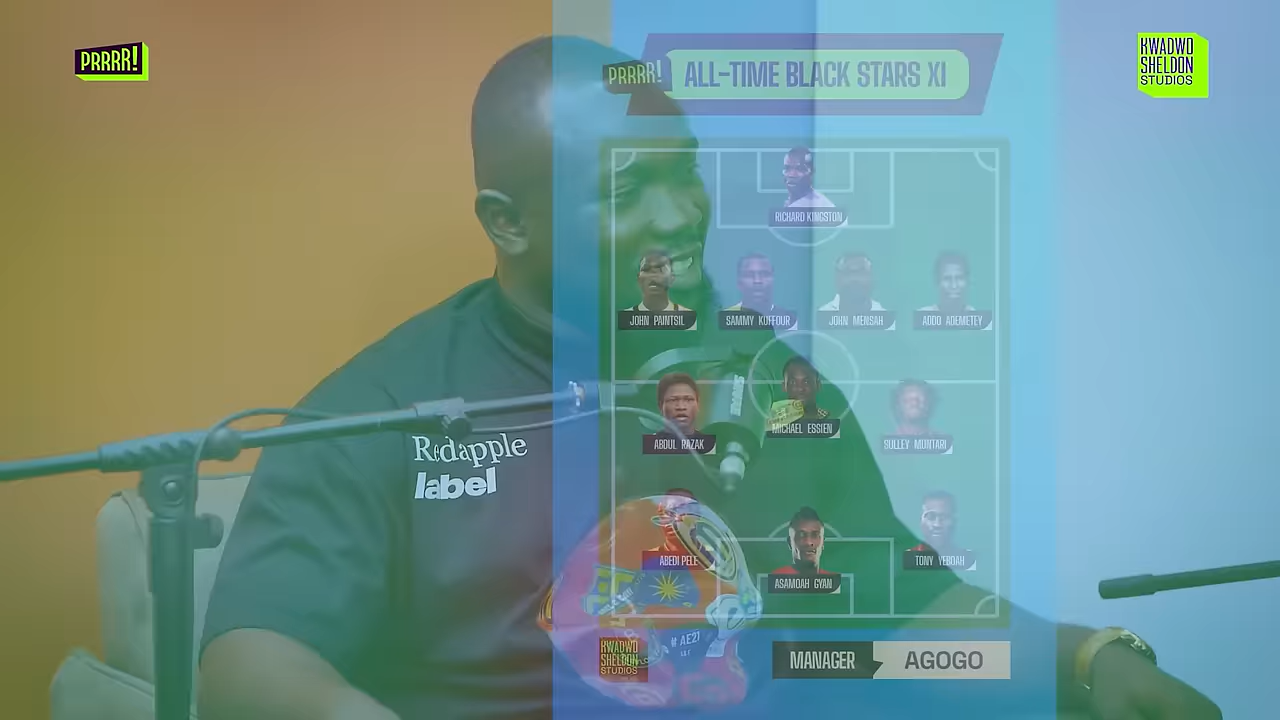 PRRRR!
KWADWO
SHELDON
STUDIOS
PRRRR!
ALL-TIME BLACK STARS XI
RICHARD KINGSTON
JOHN PAINTSIL
SAMMY KUFFOUR
JOHN MENSAH
ADDO ADEMETEY
ABDUL RAZAK
MICHAEL ESSIEN
SULLEY MUNTARI
Redapple
label
ABEDI PELE
ASAMOAH GYAN
TONY YEBOAH
# AE21
KWADWO
SHELDON
STUDIOS
MANAGER
AGOGO